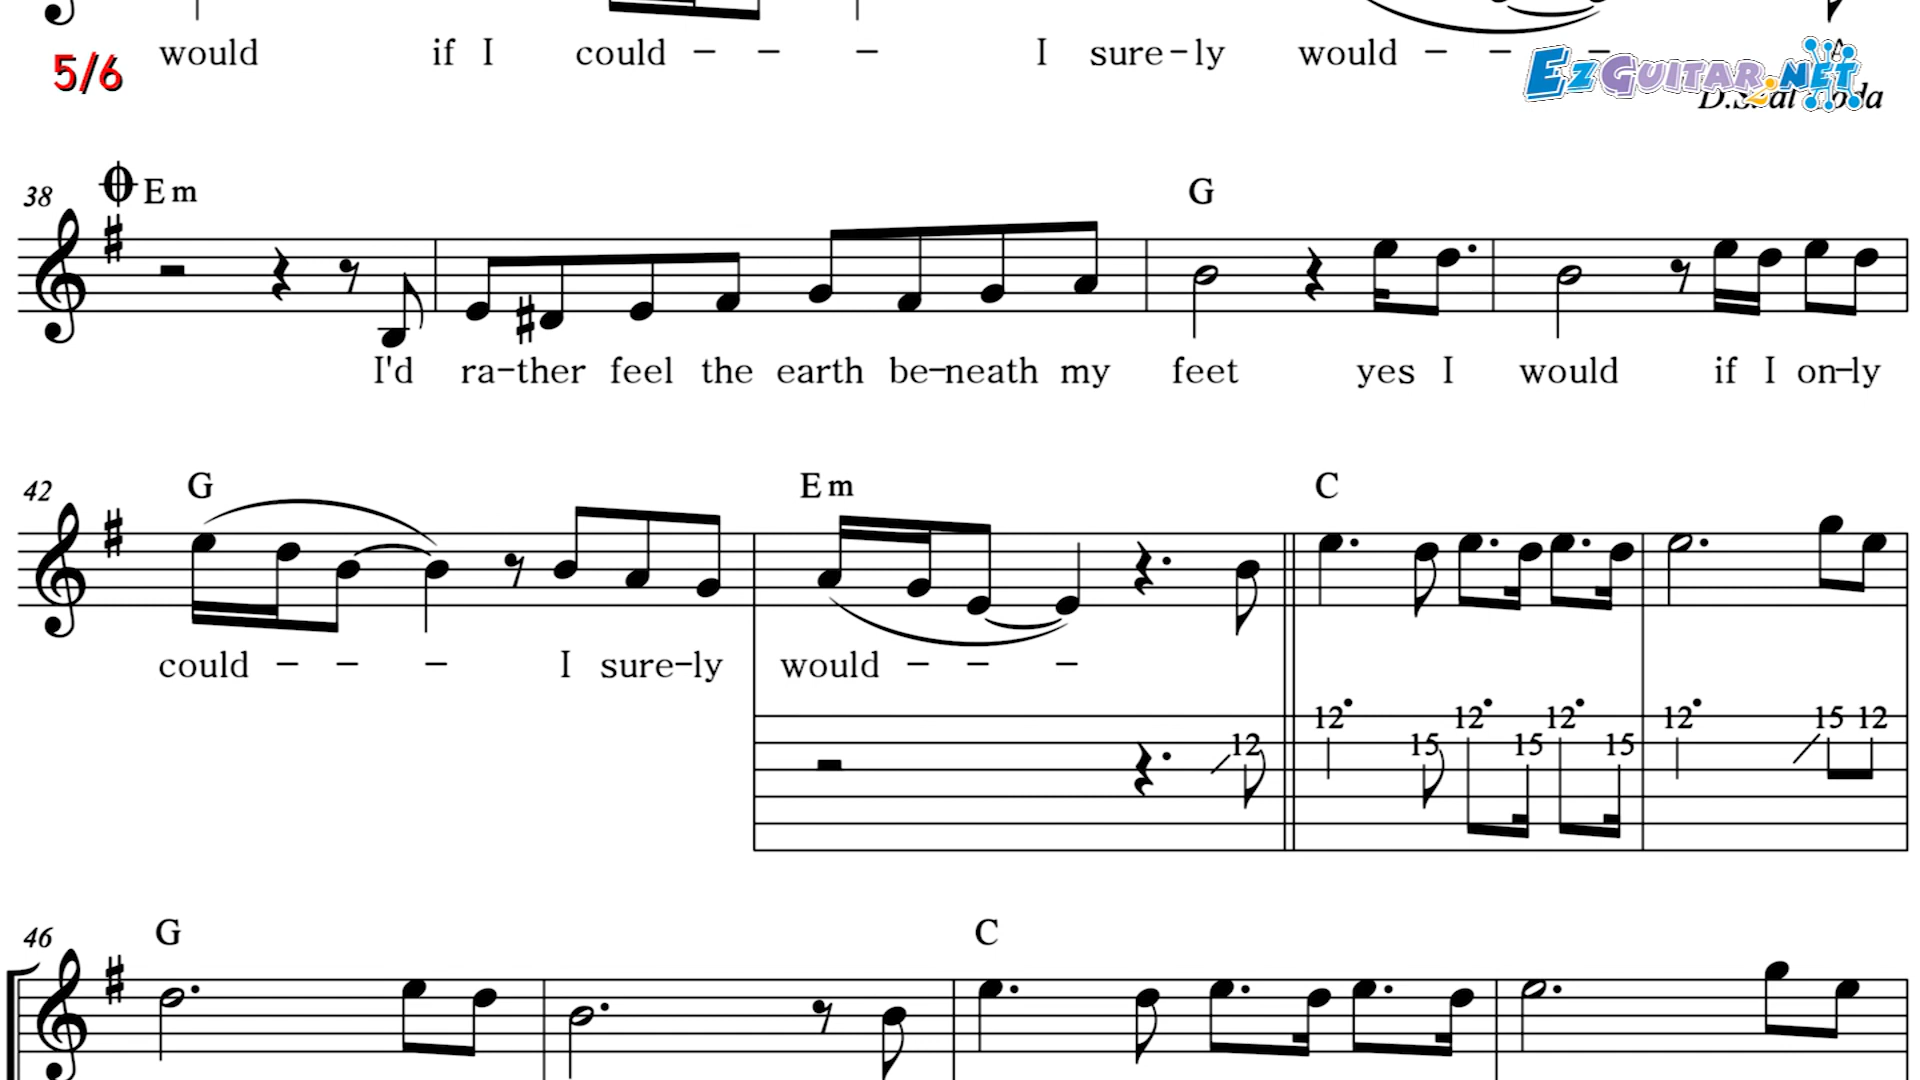 would if I could - - - I sure-ly would - - - A
5/6
EZGUITAR.NET
D.S. al Coda
38 Em G
I'd ra-ther feel the earth be-neath my feet yes I would if I on-ly
42 G Em C
could - - - I sure-ly would - - -
12 12 15 12 15 12 15 12 15 12
46 G C